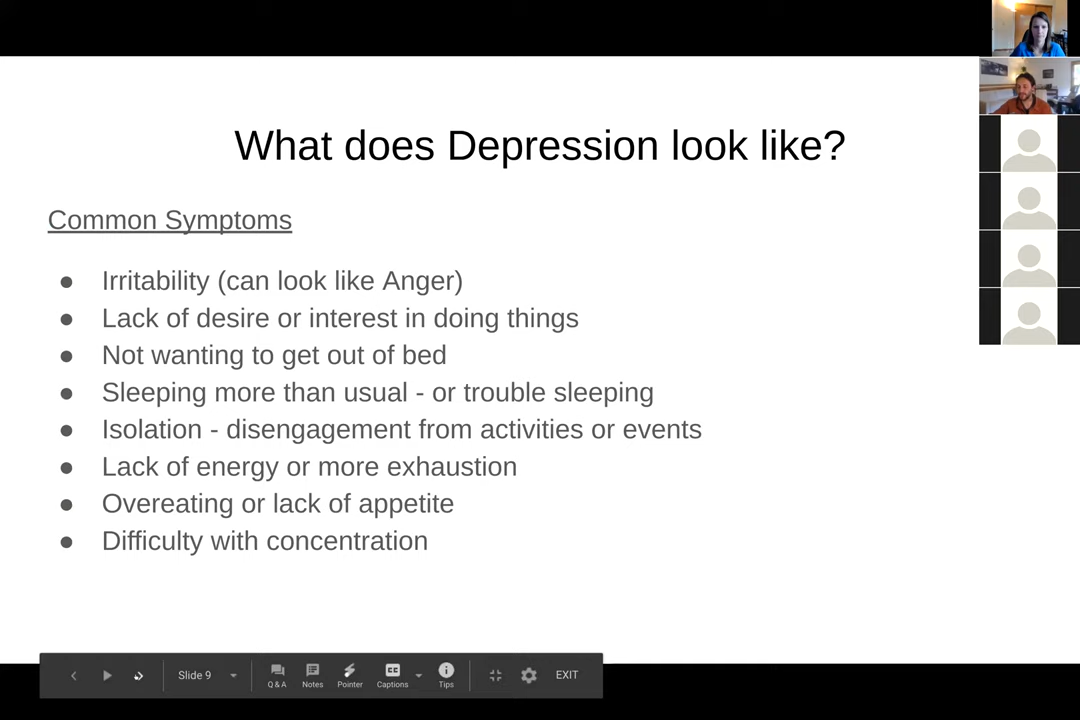 What does Depression look like?
Common Symptoms
● Irritability (can look like Anger)
● Lack of desire or interest in doing things
● Not wanting to get out of bed
● Sleeping more than usual - or trouble sleeping
● Isolation - disengagement from activities or events
● Lack of energy or more exhaustion
● Overeating or lack of appetite
● Difficulty with concentration
Slide 9
Q & A
Notes
Pointer
CC
Captions
Tips
EXIT